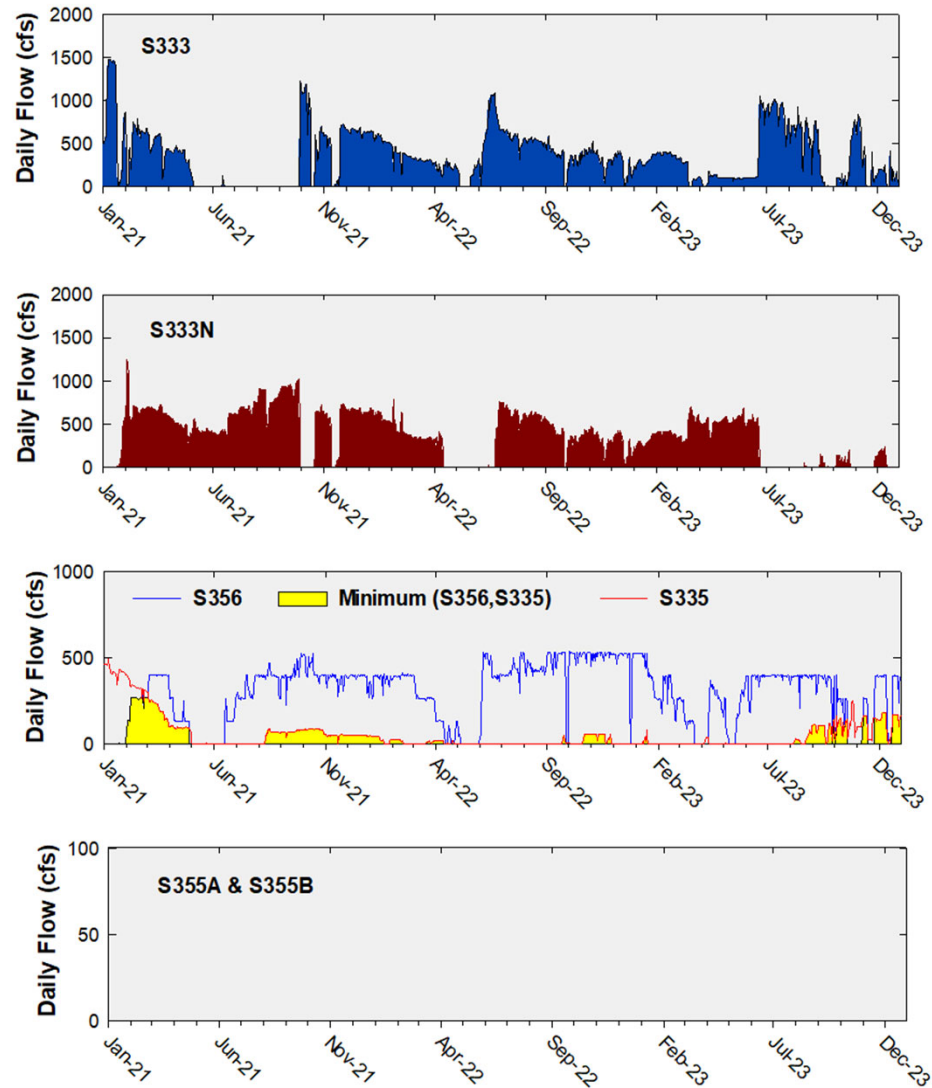 Daily Flow (cfs)
2000
1500
1000
500
0
S333
Jan-21
Jun-21
Nov-21
Apr-22
Sep-22
Feb-23
Jul-23
Dec-23
Daily Flow (cfs)
2000
1500
1000
500
0
S333N
Jan-21
Jun-21
Nov-21
Apr-22
Sep-22
Feb-23
Jul-23
Dec-23
Daily Flow (cfs)
1000
500
0
S356 Minimum (S356,S335) S335
Jan-21
Jun-21
Nov-21
Apr-22
Sep-22
Feb-23
Jul-23
Dec-23
Daily Flow (cfs)
100
50
0
S355A & S355B
Jan-21
Jun-21
Nov-21
Apr-22
Sep-22
Feb-23
Jul-23
Dec-23